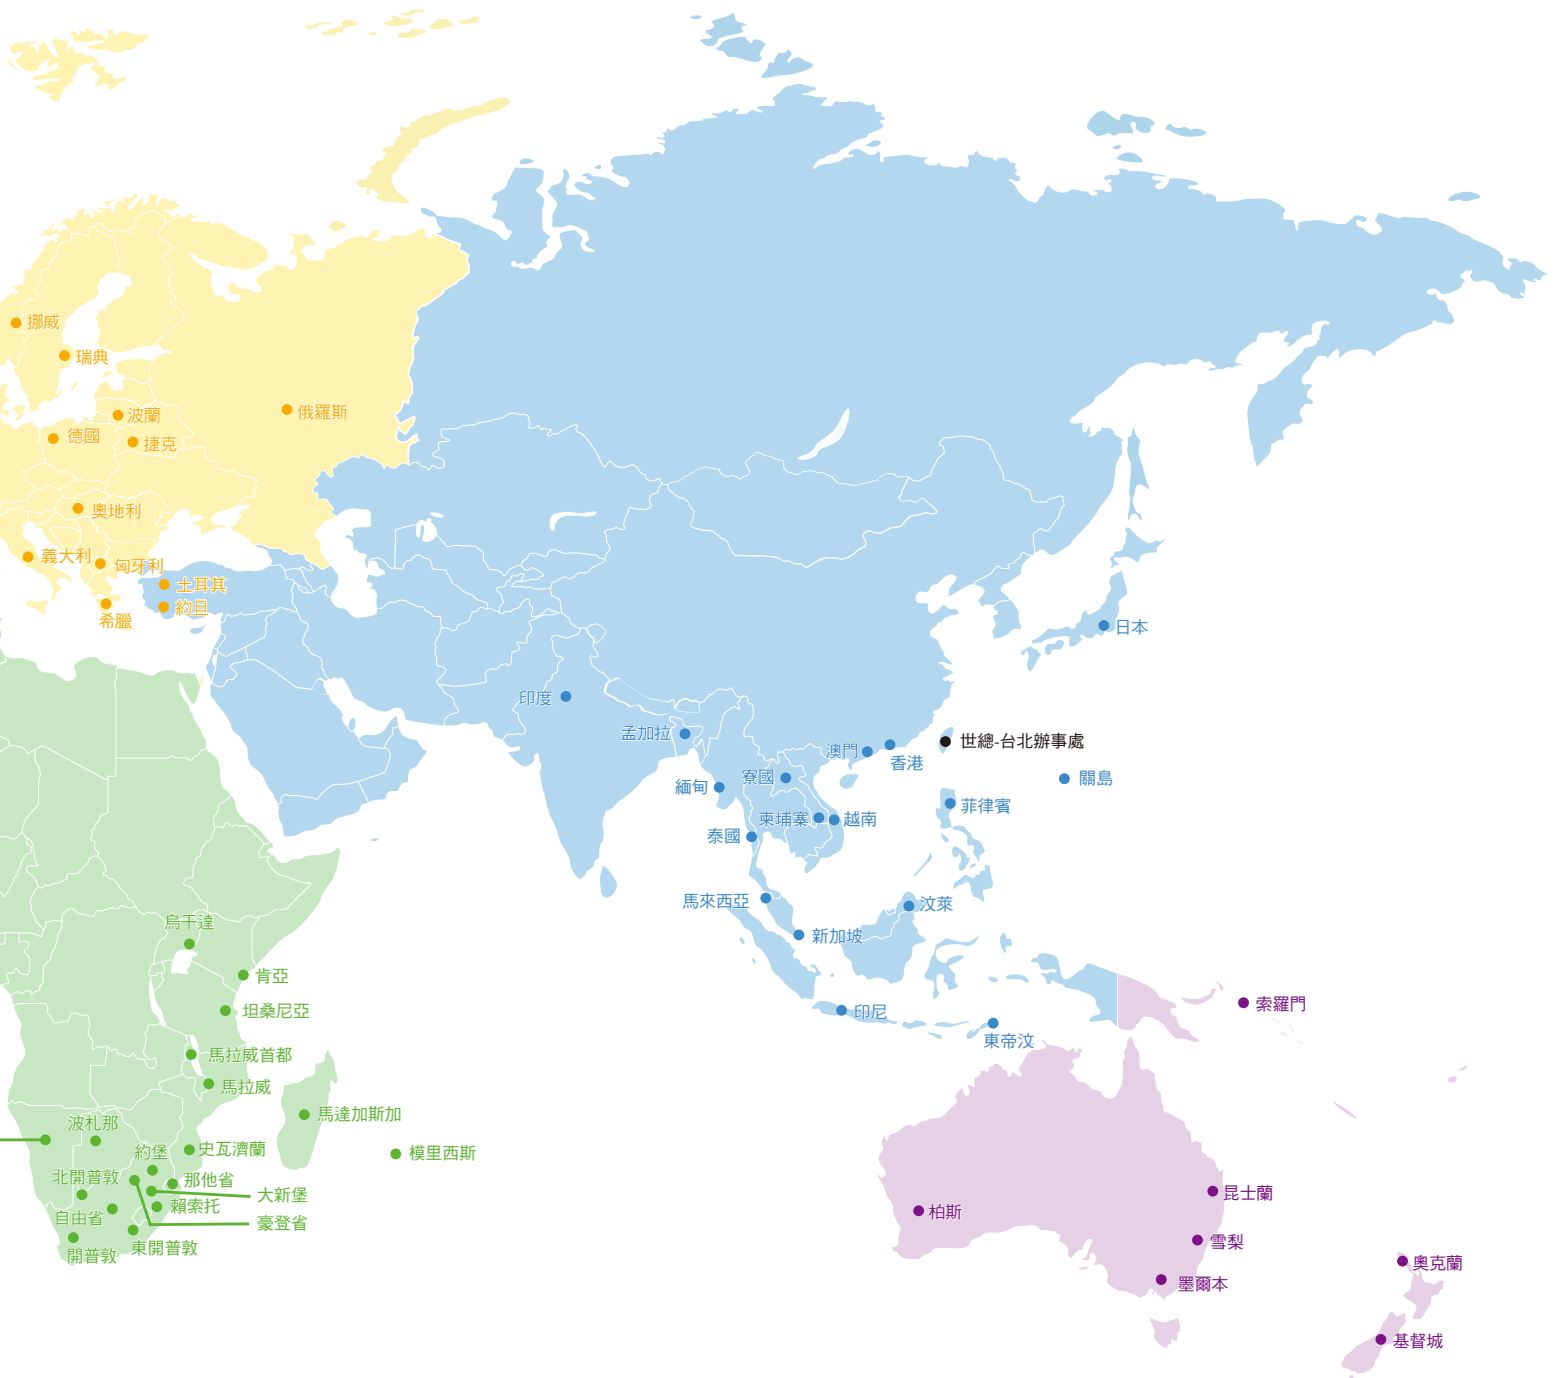 挪威
瑞典
波蘭
俄羅斯
德國
捷克
奧地利
義大利
匈牙利
土耳其
約旦
希臘
日本
印度
孟加拉
澳門
香港
世總-台北辦事處
寮國
關島
緬甸
菲律賓
柬埔寨
越南
泰國
馬來西亞
汶萊
新加坡
印尼
東帝汶
索羅門
烏干達
肯亞
坦桑尼亞
馬拉威首都
馬拉威
馬達加斯加
波札那
約堡
史瓦濟蘭
模里西斯
北開普敦
那他省
大新堡
賴索托
自由省
豪登省
東開普敦
開普敦
昆士蘭
柏斯
雪梨
墨爾本
奧克蘭
基督城